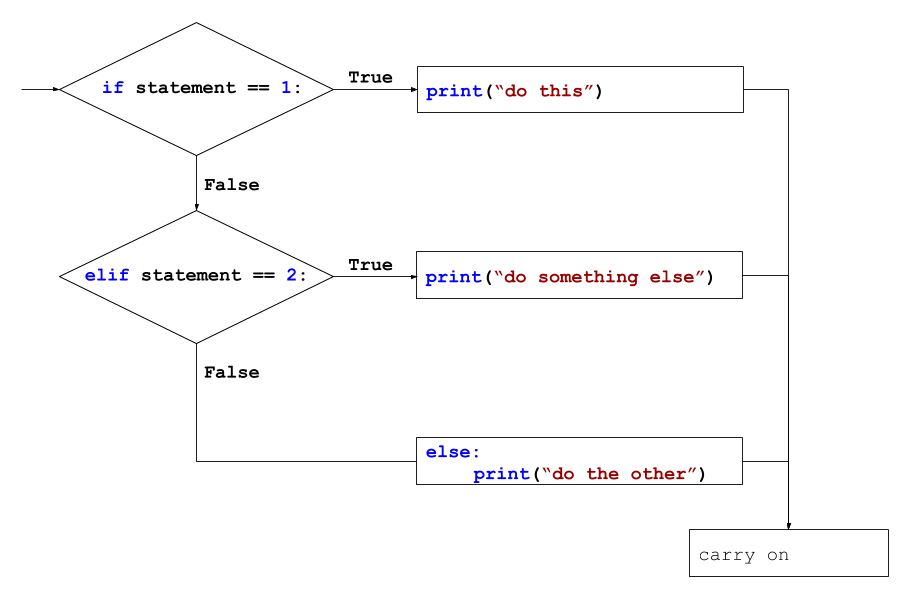 if statement == 1:
True
print(“do this”)
False
elif statement == 2:
True
print(“do something else”)
False
else:
print(“do the other”)
carry on